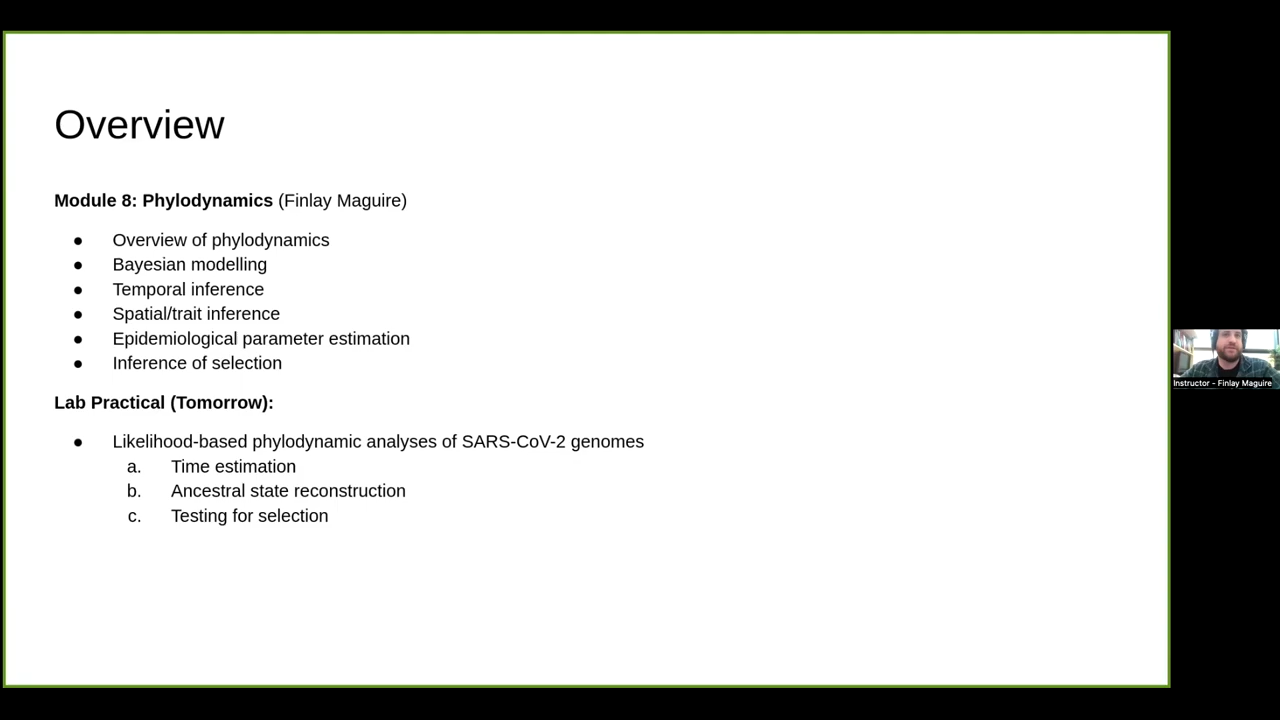 Overview
Module 8: Phylodynamics (Finlay Maguire)
● Overview of phylodynamics
● Bayesian modelling
● Temporal inference
● Spatial/trait inference
● Epidemiological parameter estimation
● Inference of selection
Lab Practical (Tomorrow):
● Likelihood-based phylodynamic analyses of SARS-CoV-2 genomes
a. Time estimation
b. Ancestral state reconstruction
c. Testing for selection
Instructor - Finlay Maguire